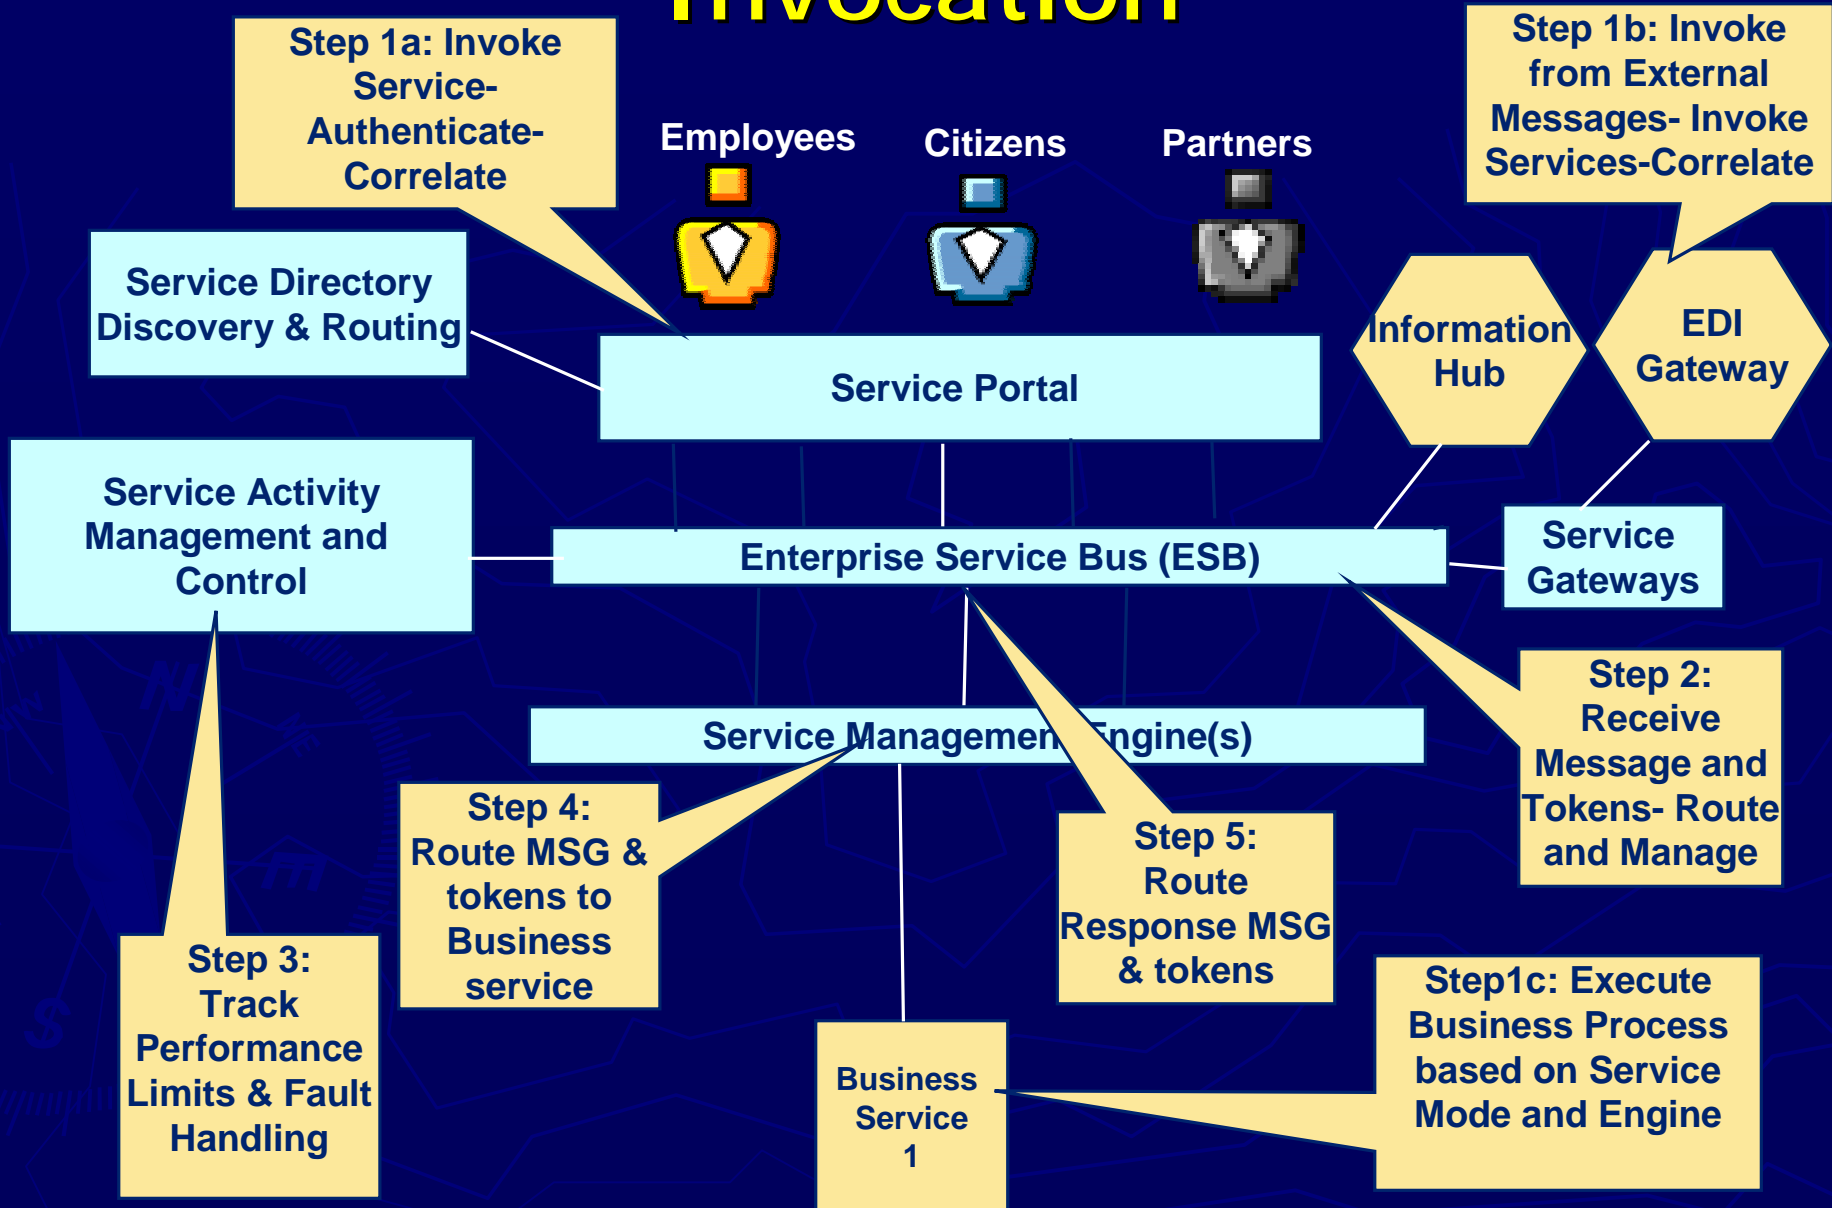 Invocation
Step 1a: Invoke
Service-
Authenticate-
Correlate
Step 1b: Invoke
from External
Messages- Invoke
Services-Correlate
Employees
Citizens
Partners
Service Directory
Discovery & Routing
Service Portal
Information
Hub
EDI
Gateway
Service Activity
Management and
Control
Enterprise Service Bus (ESB)
Service
Gateways
Service Management Engine(s)
Step 2:
Receive
Message and
Tokens- Route
and Manage
Step 4:
Route MSG &
tokens to
Business
service
Step 5:
Route
Response MSG
& tokens
Step 3:
Track
Performance
Limits & Fault
Handling
Business
Service
1
Step1c: Execute
Business Process
based on Service
Mode and Engine